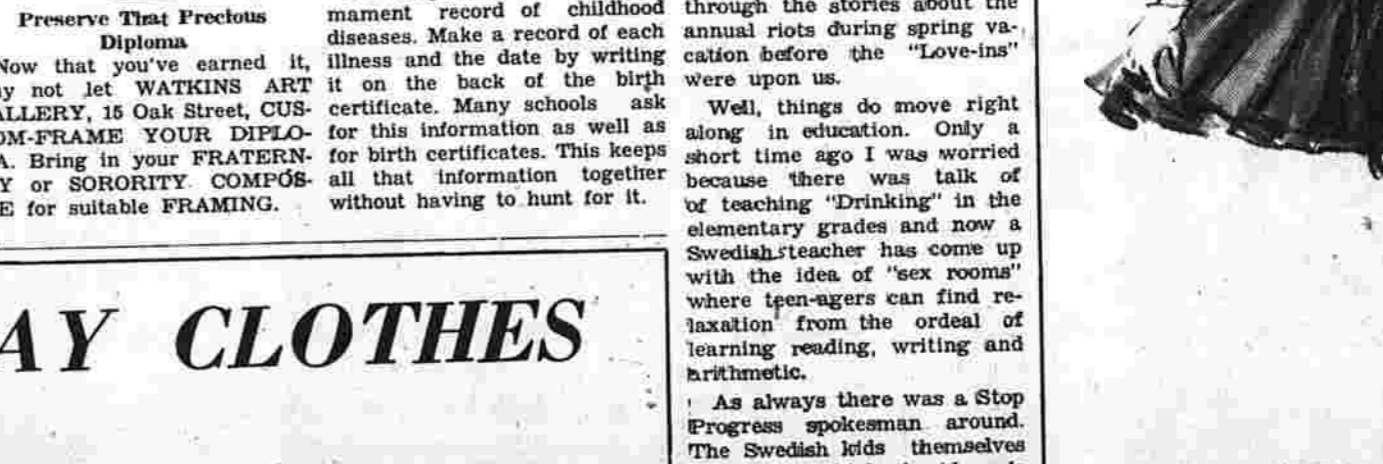 Preserve That Precious
Diploma
Now that you've earned it,
not let WATKINS ART
15 Oak Street, CUS-
YOUR DIPLO-
Bring in your FRATERN-
or SORORITY COMPOS-
for suitable FRAMING.
mament record of childhood
diseases. Make a record of each
illness and the date by writing
it on the back of the birth
certificate. Many schools ask
for this information as well as
for birth certificates. This keeps
all that information together
without having to hunt for it.
AY CLOTHES
through the stories about the
annual riots during spring va-
cation before the "Love-ins"
were upon us.
Well, things do move right
along in education. Only a
short time ago I was worried
because there was talk of
of teaching "Drinking" in the
elementary grades and now a
Swedish steacher has come up
with the idea of "sex rooms"
where teen-agers can find re-
laxation from the ordeal of
learning reading, writing and
arithmetic.
As always there was a Stop
Progress spokesman around.
The Swedish kids themselves